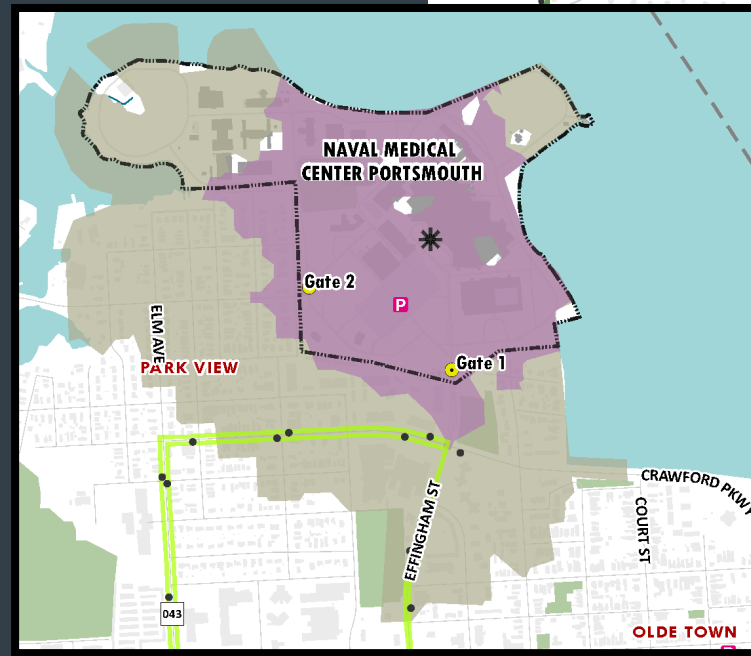 NAVAL MEDICAL
CENTER PORTSMOUTH
Gate 2
P
ELM AVE
PARK VIEW
Gate 1
CRAWFORD PKWY
EFFINGHAM ST
COURT ST
043
OLDE TOWN